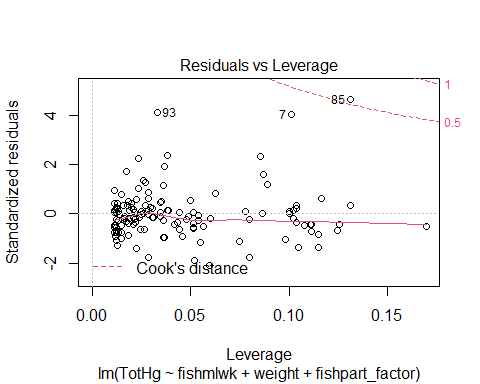 Residuals vs Leverage
Standardized residuals
4
2
0
-2
93
7
85
1
0.5
Cook's distance
0.00
0.05
0.10
0.15
Leverage
lm(TotHg ~ fishmlwk + weight + fishpart_factor)